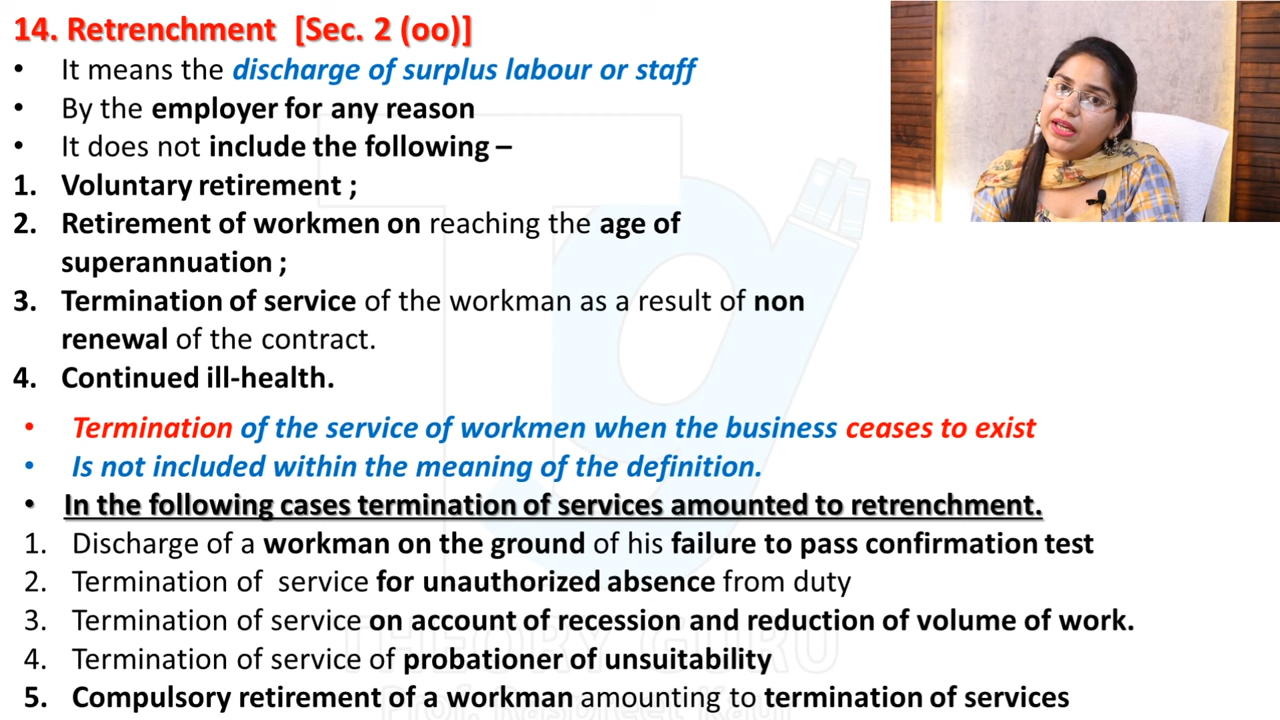 14. Retrenchment [Sec. 2 (oo)]
• It means the discharge of surplus labour or staff
• By the employer for any reason
• It does not include the following –
1. Voluntary retirement ;
2. Retirement of workmen on reaching the age of
superannuation ;
3. Termination of service of the workman as a result of non
renewal of the contract.
4. Continued ill-health.
• Termination of the service of workmen when the business ceases to exist
• Is not included within the meaning of the definition.
• In the following cases termination of services amounted to retrenchment.
1. Discharge of a workman on the ground of his failure to pass confirmation test
2. Termination of service for unauthorized absence from duty
3. Termination of service on account of recession and reduction of volume of work.
THEORY GURU
4. Termination of service of probationer of unsuitability
5. Compulsory retirement of a workman amounting to termination of services